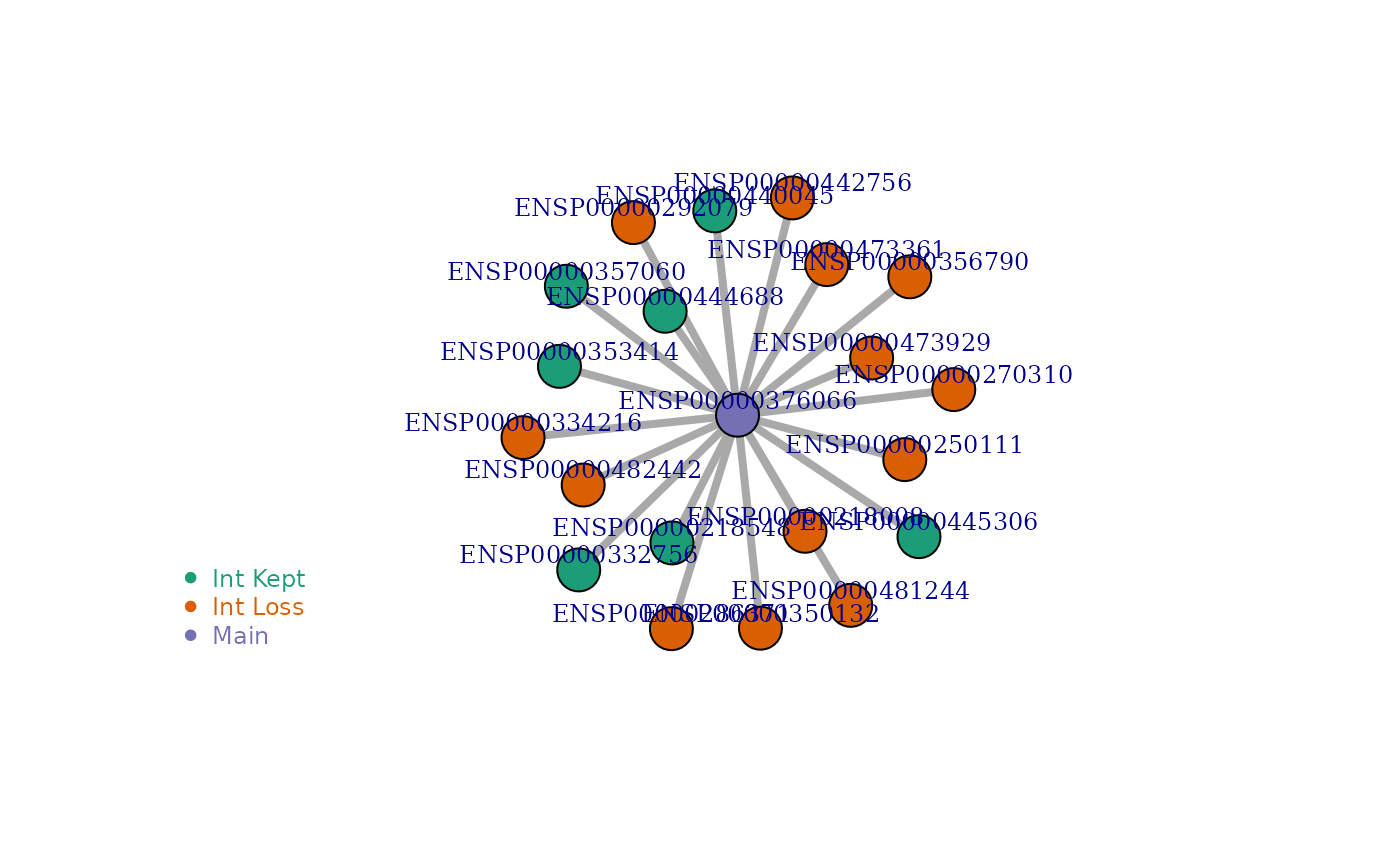 ENSP00000442756
ENSP00000440045
ENSP00000292079
ENSP00000473361
ENSP00000356790
ENSP00000357060
ENSP00000444688
ENSP00000473929
ENSP00000353414
ENSP00000270310
ENSP00000376066
ENSP00000334216
ENSP00000250111
ENSP00000482442
ENSP00000218008
ENSP00000445306
ENSP00000218548
ENSP00000332756
ENSP00000481244
ENSP00000350132
Int Kept
Int Loss
Main